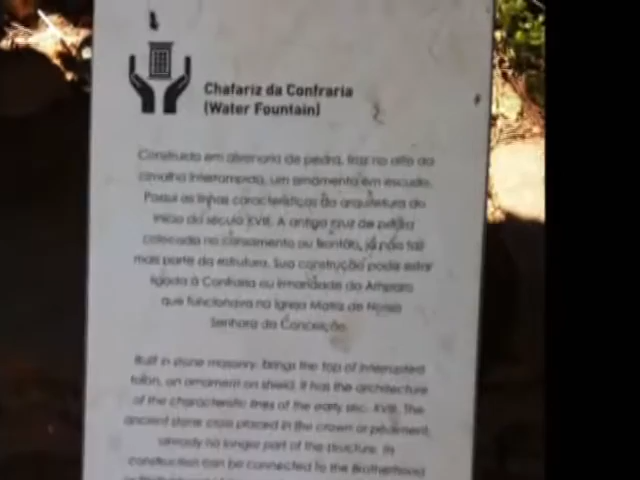 Chafariz da Confraria
(Water Fountain)
Construída em alvenaria de pedra, traz no alto da
cimalha interrompida, um ornamento em escudo.
Possui as linhas características da arquitetura do
início do século XVIII. A antiga cruz de pedra
colocada no coroamento ou frontão, já não faz
mais parte da estrutura. Sua construção pode estar
ligada à Confraria ou Irmandade do Amparo
que funcionava na Igreja Matriz de Nossa
Senhora da Conceição.
Built in stone masonry, brings the top of interrupted
an ornament on shield. It has the architecture
of the characteristic lines of the early sec. XVIII. The
ancient stone cross placed in the crown or pediment,
already no longer part of the structure. Its
construction can be connected to the Brotherhood